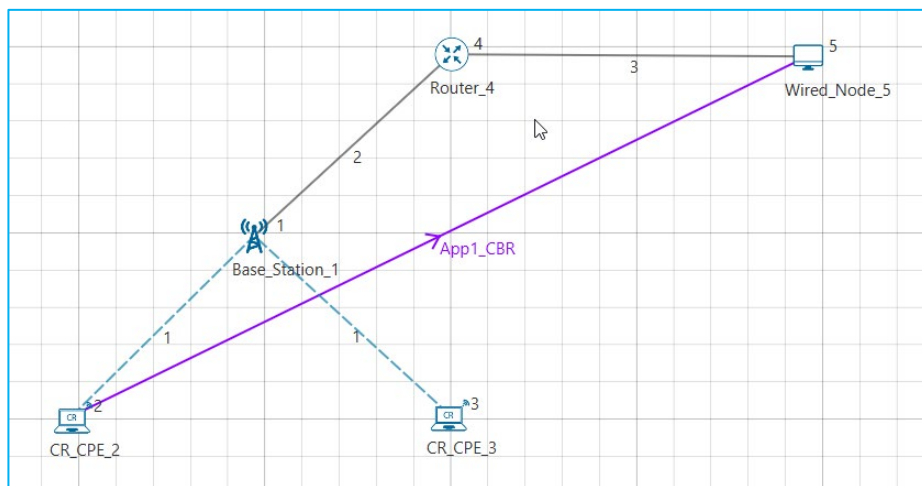 4
5
Router_4
3
Wired_Node_5
2
1
App1_CBR
Base_Station_1
1
1
CR
2
CR
3
CR_CPE_2
CR_CPE_3